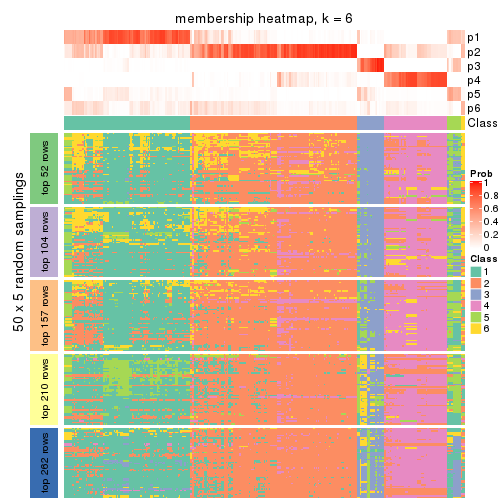 membership heatmap, k = 6
p1
p2
p3
p4
p5
p6
Class
50 x 5 random samplings
top 52 rows
top 104 rows
top 157 rows
top 210 rows
top 262 rows
Prob
1
0.8
0.6
0.4
0.2
0
Class
1
2
3
4
5
6